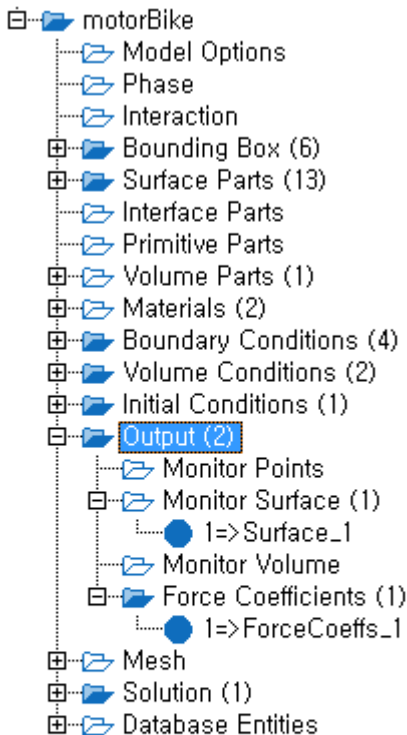 motorBike
Model Options
Phase
Interaction
Bounding Box (6)
Surface Parts (13)
Interface Parts
Primitive Parts
Volume Parts (1)
Materials (2)
Boundary Conditions (4)
Volume Conditions (2)
Initial Conditions (1)
Output (2)
Monitor Points
Monitor Surface (1)
1=>Surface_1
Monitor Volume
Force Coefficients (1)
1=>ForceCoeffs_1
Mesh
Solution (1)
Database Entities